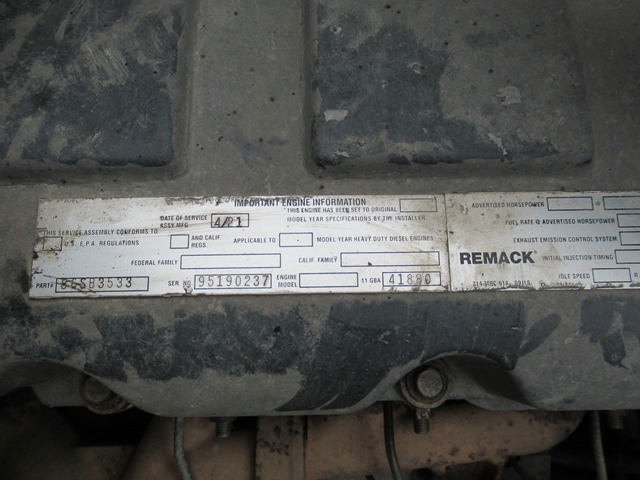 IMPORTANT ENGINE INFORMATION
DATE OF SERVICE ASSY.MFG 4/21
THIS ENGINE HAS BEEN SET TO ORIGINAL
MODEL YEAR SPECIFICATIONS BY THE INSTALLER
THIS SERVICE ASSEMBLY CONFORMS TO
U.S. E.P.A. REGULATIONS
AND CALIF. REGS.
APPLICABLE TO
MODEL YEAR HEAVY DUTY DIESEL ENGINES
FEDERAL FAMILY
CALIF. FAMILY
PART# 85SB3533 SER NO 95190237 ENGINE MODEL 11 GBA 41880
ADVERTISED HORSEPOWER
FUEL RATE @ ADVERTISED HORSEPOWER
EXHAUST EMISSION CONTROL SYSTEM
REMACK INITIAL INJECTION TIMING
IDLE SPEED